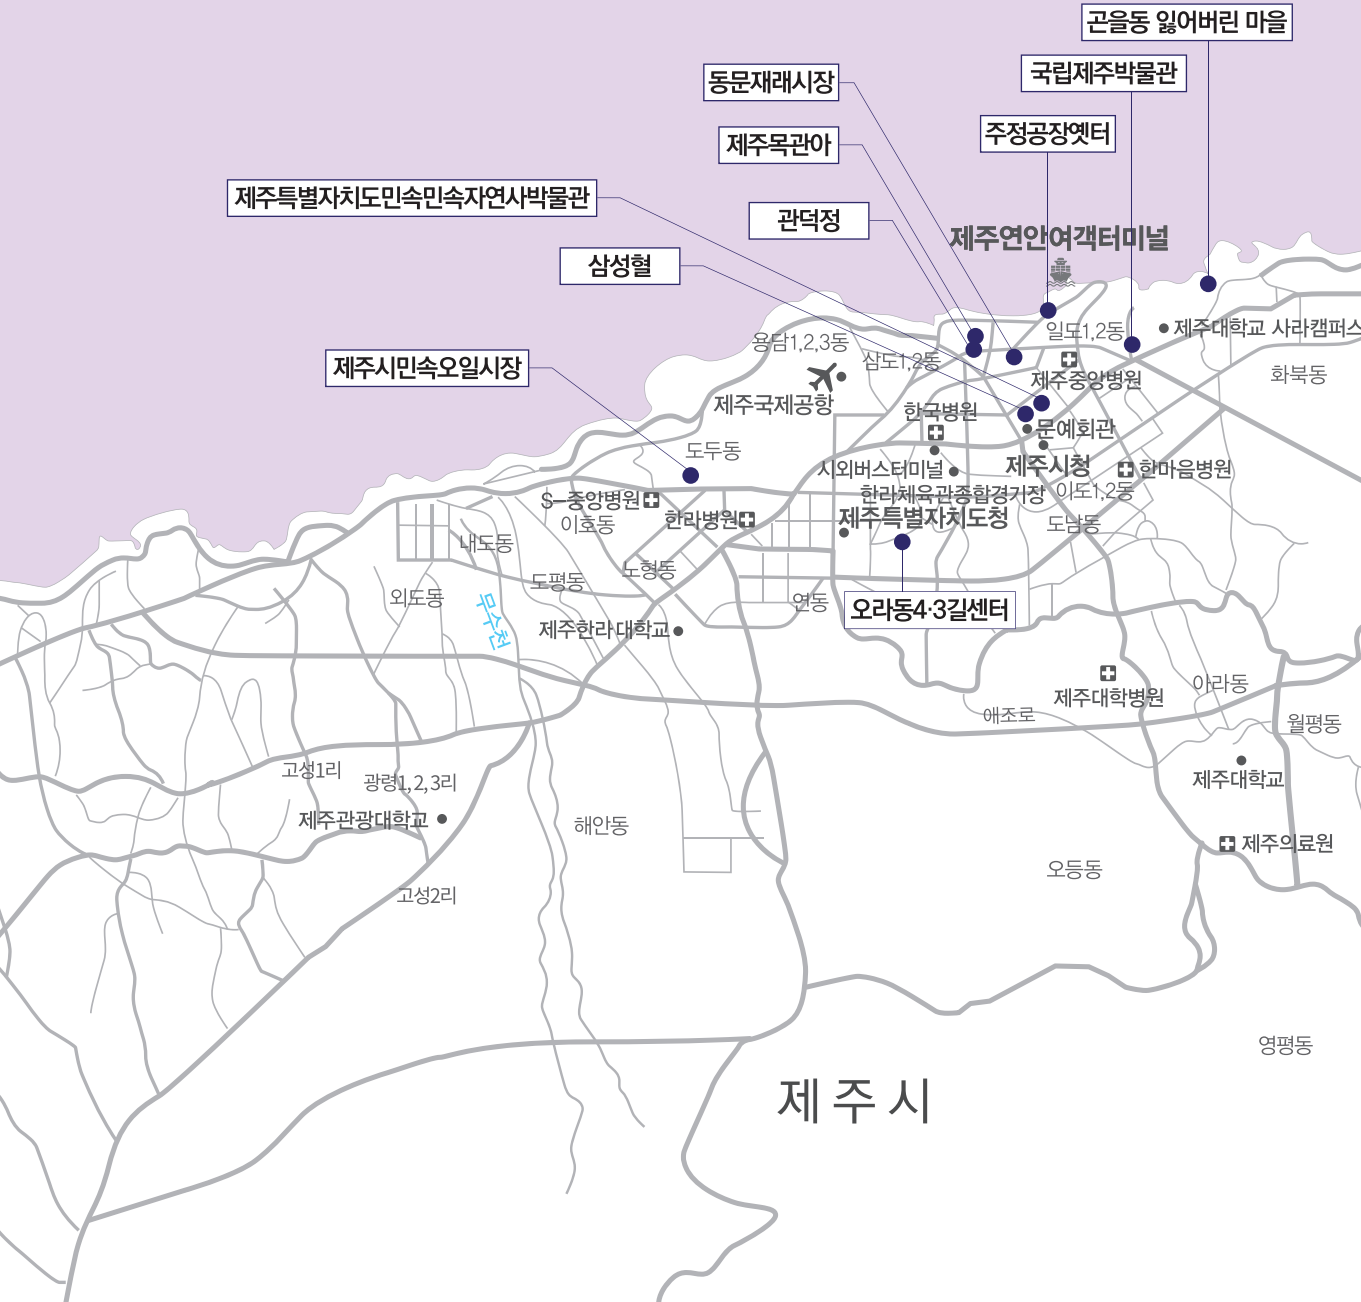 곤을동 잃어버린 마을
국립제주박물관
동문재래시장
주정공장옛터
제주목관아
제주특별자치도민속민속자연사박물관
관덕정
제주연안여객터미널
삼성혈
일도1,2동
제주대학교 사라캠퍼스
용담1,2,3동
삼도1,2동
제주시민속오일시장
화북동
제주중앙병원
제주국제공항
한국병원
문예회관
도두동
시외버스터미널
제주시청
한마음병원
이도1,2동
한라체육관종합경기장
S-중앙병원
한라병원
제주특별자치도청
이호동
도남동
내도동
노형동
도평동
외도동
무수천
연동
오라동4·3길센터
제주한라대학교
아라동
제주대학병원
애조로
월평동
고성1리
광령1,2,3리
제주대학교
제주관광대학교
해안동
제주의료원
오등동
고성2리
영평동
제주시